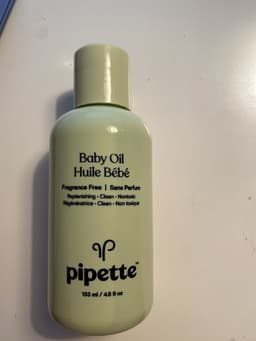 Baby Oil
Huile Bébé
Fragrance Free | Sans Parfum
Replenishing • Clean • Nontoxic
Régénératrice • Clean • Non toxique
pipette™
133 ml / 4.5 fl oz